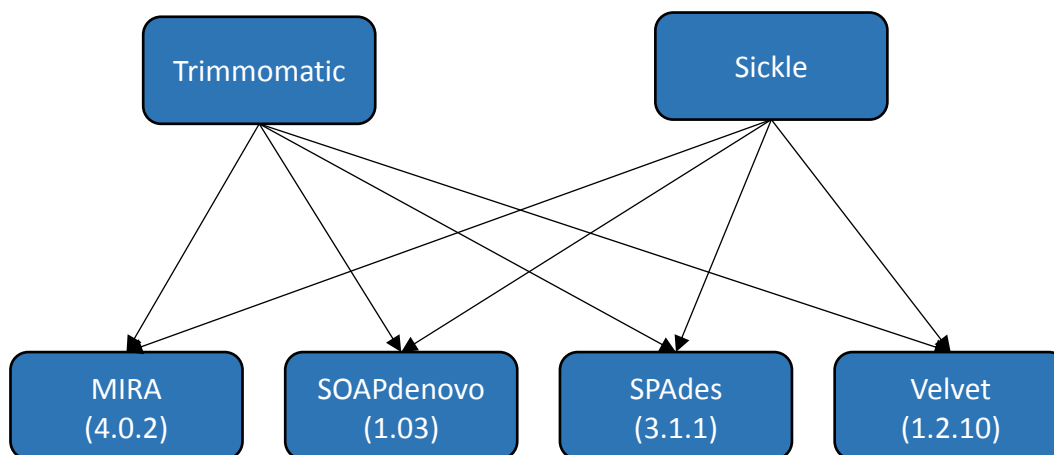 Trimmomatic
Sickle
MIRA
(4.0.2)
SOAPdenovo
(1.03)
SPAdes
(3.1.1)
Velvet
(1.2.10)